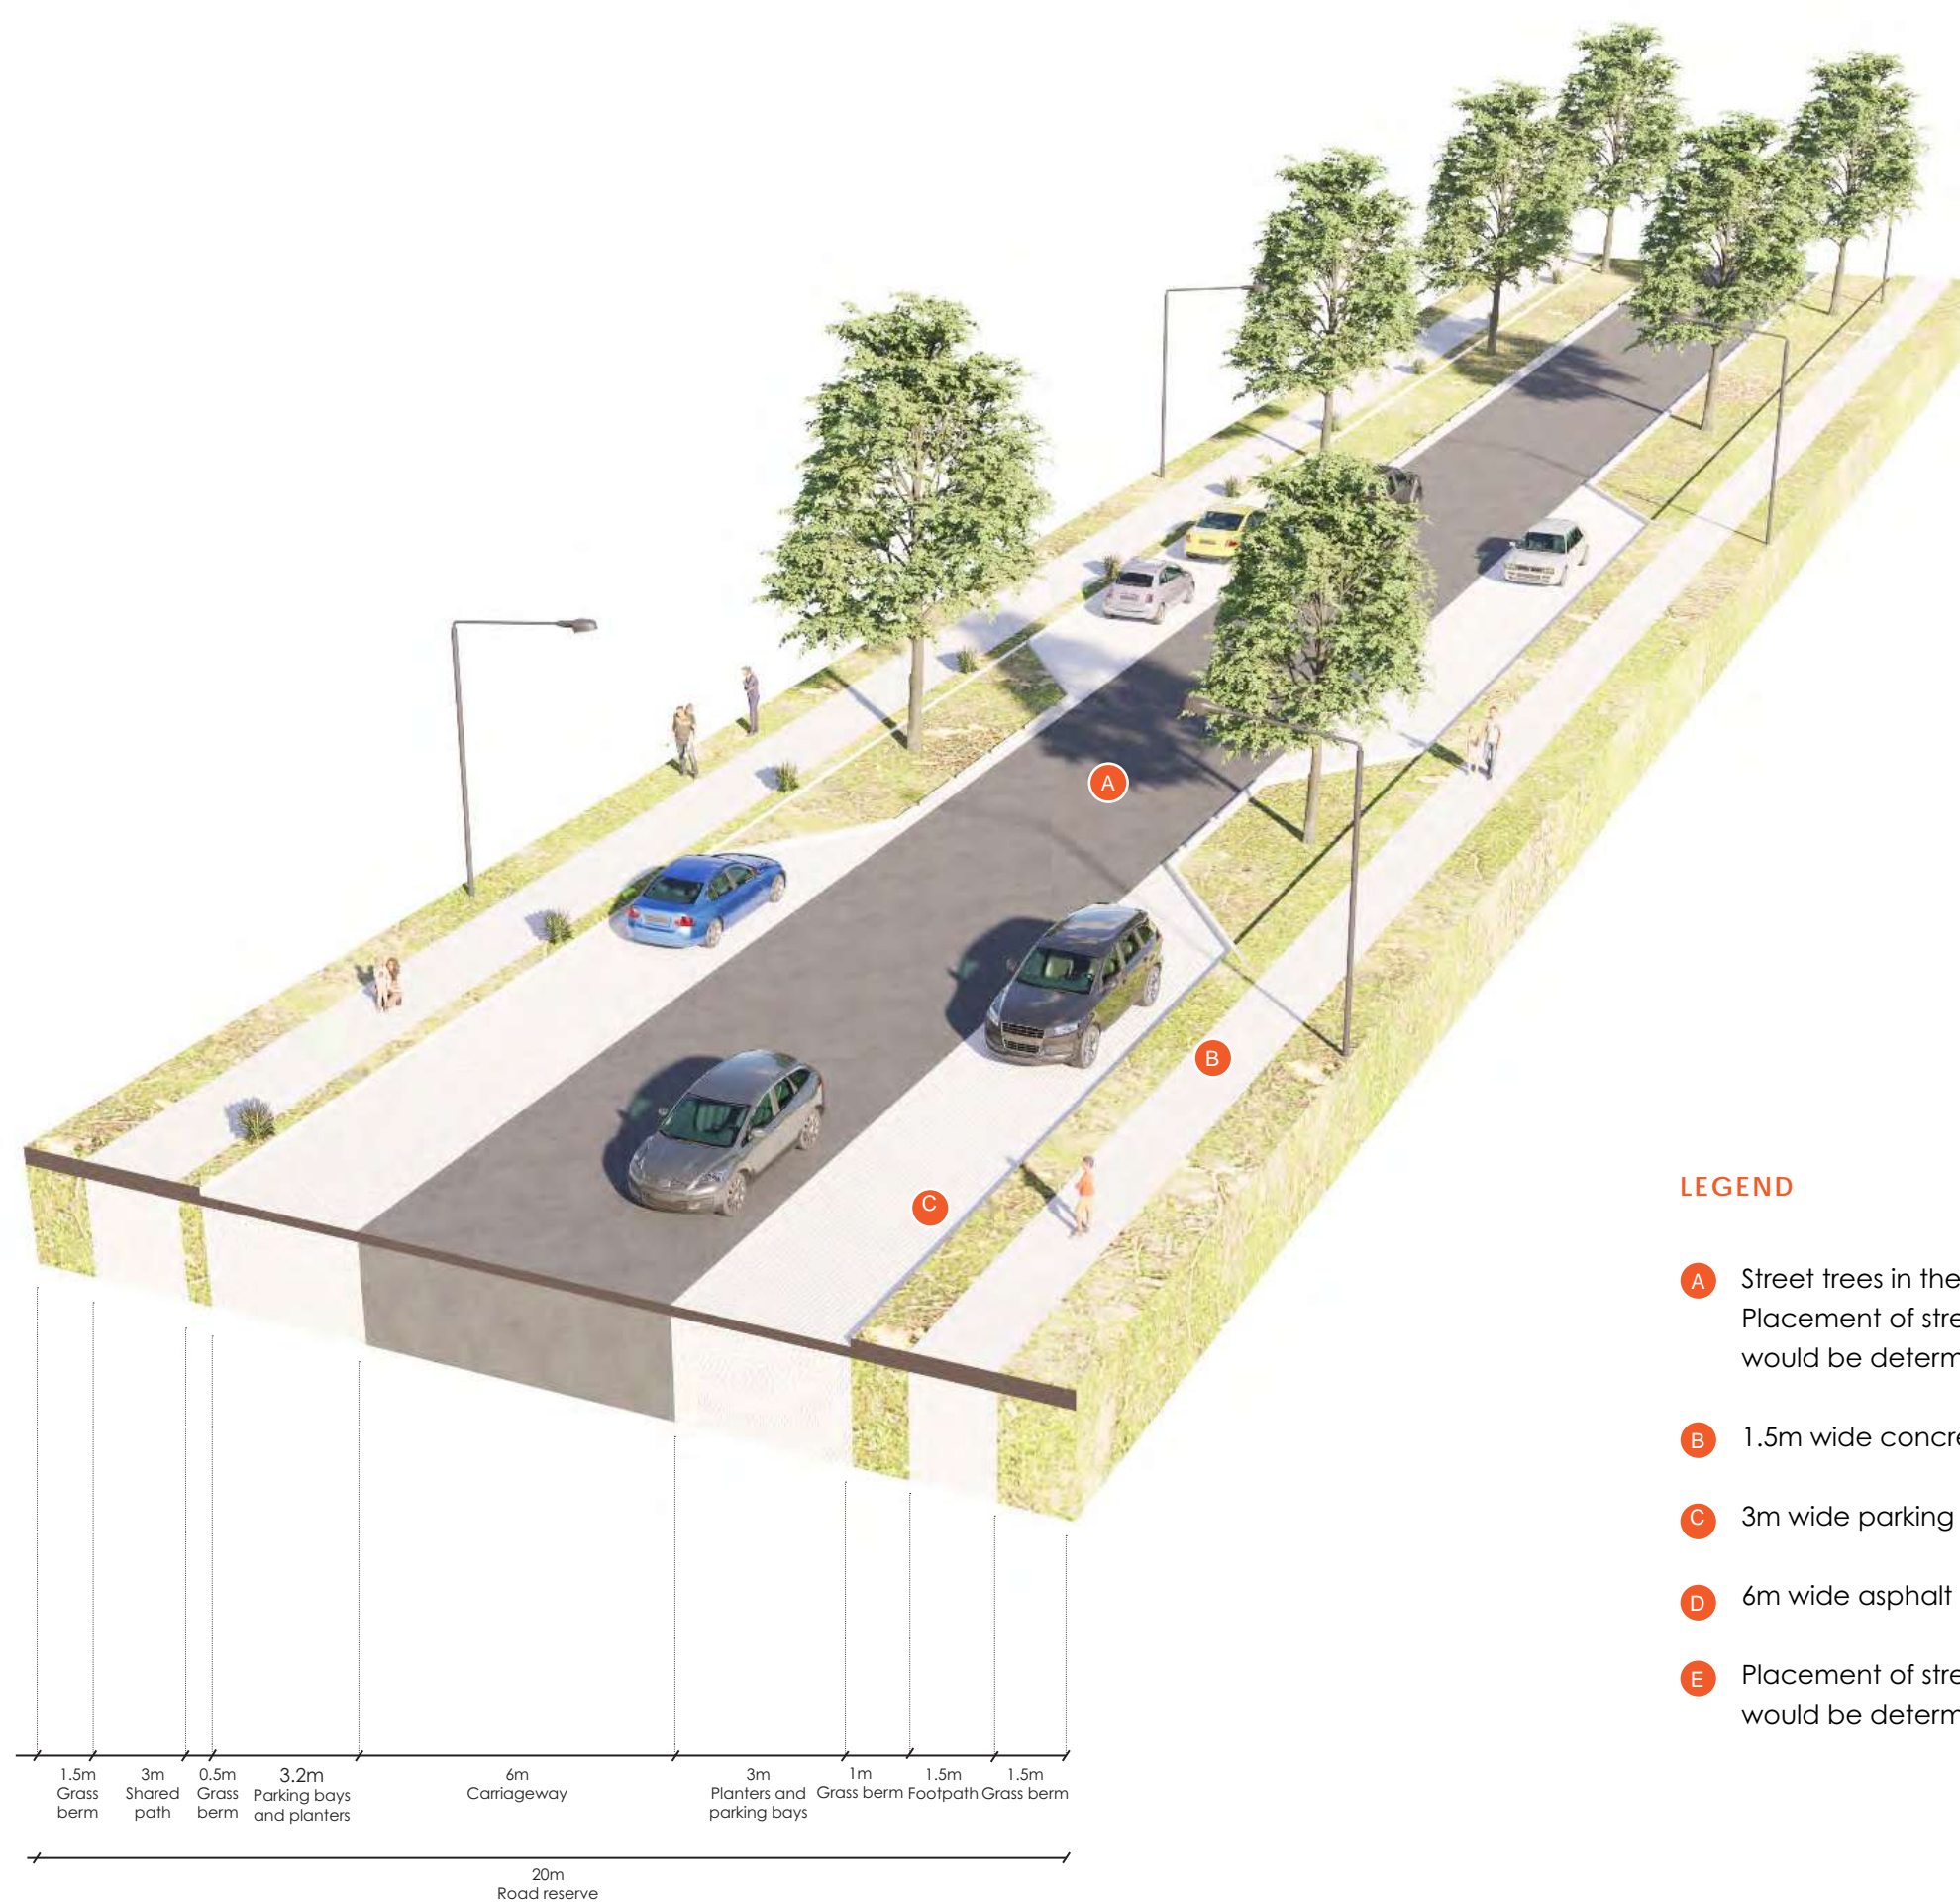 A
B
C
LEGEND
A Street trees in the
Placement of stre
would be determ
B 1.5m wide concre
C 3m wide parking
D 6m wide asphalt
E Placement of stre
would be determ
1.5m
Grass
berm
3m
Shared
path
0.5m
Grass
berm
3.2m
Parking bays
and planters
6m
Carriageway
3m
Planters and
parking bays
1m
Grass berm
1.5m
Footpath
1.5m
Grass berm
20m
Road reserve